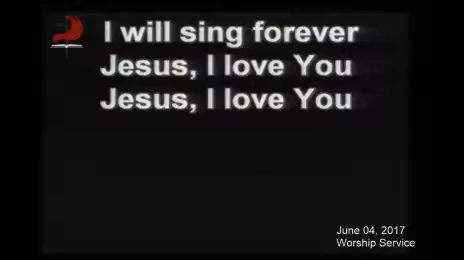 I will sing forever
Jesus, I love You
Jesus, I love You
June 04, 2017
Worship Service